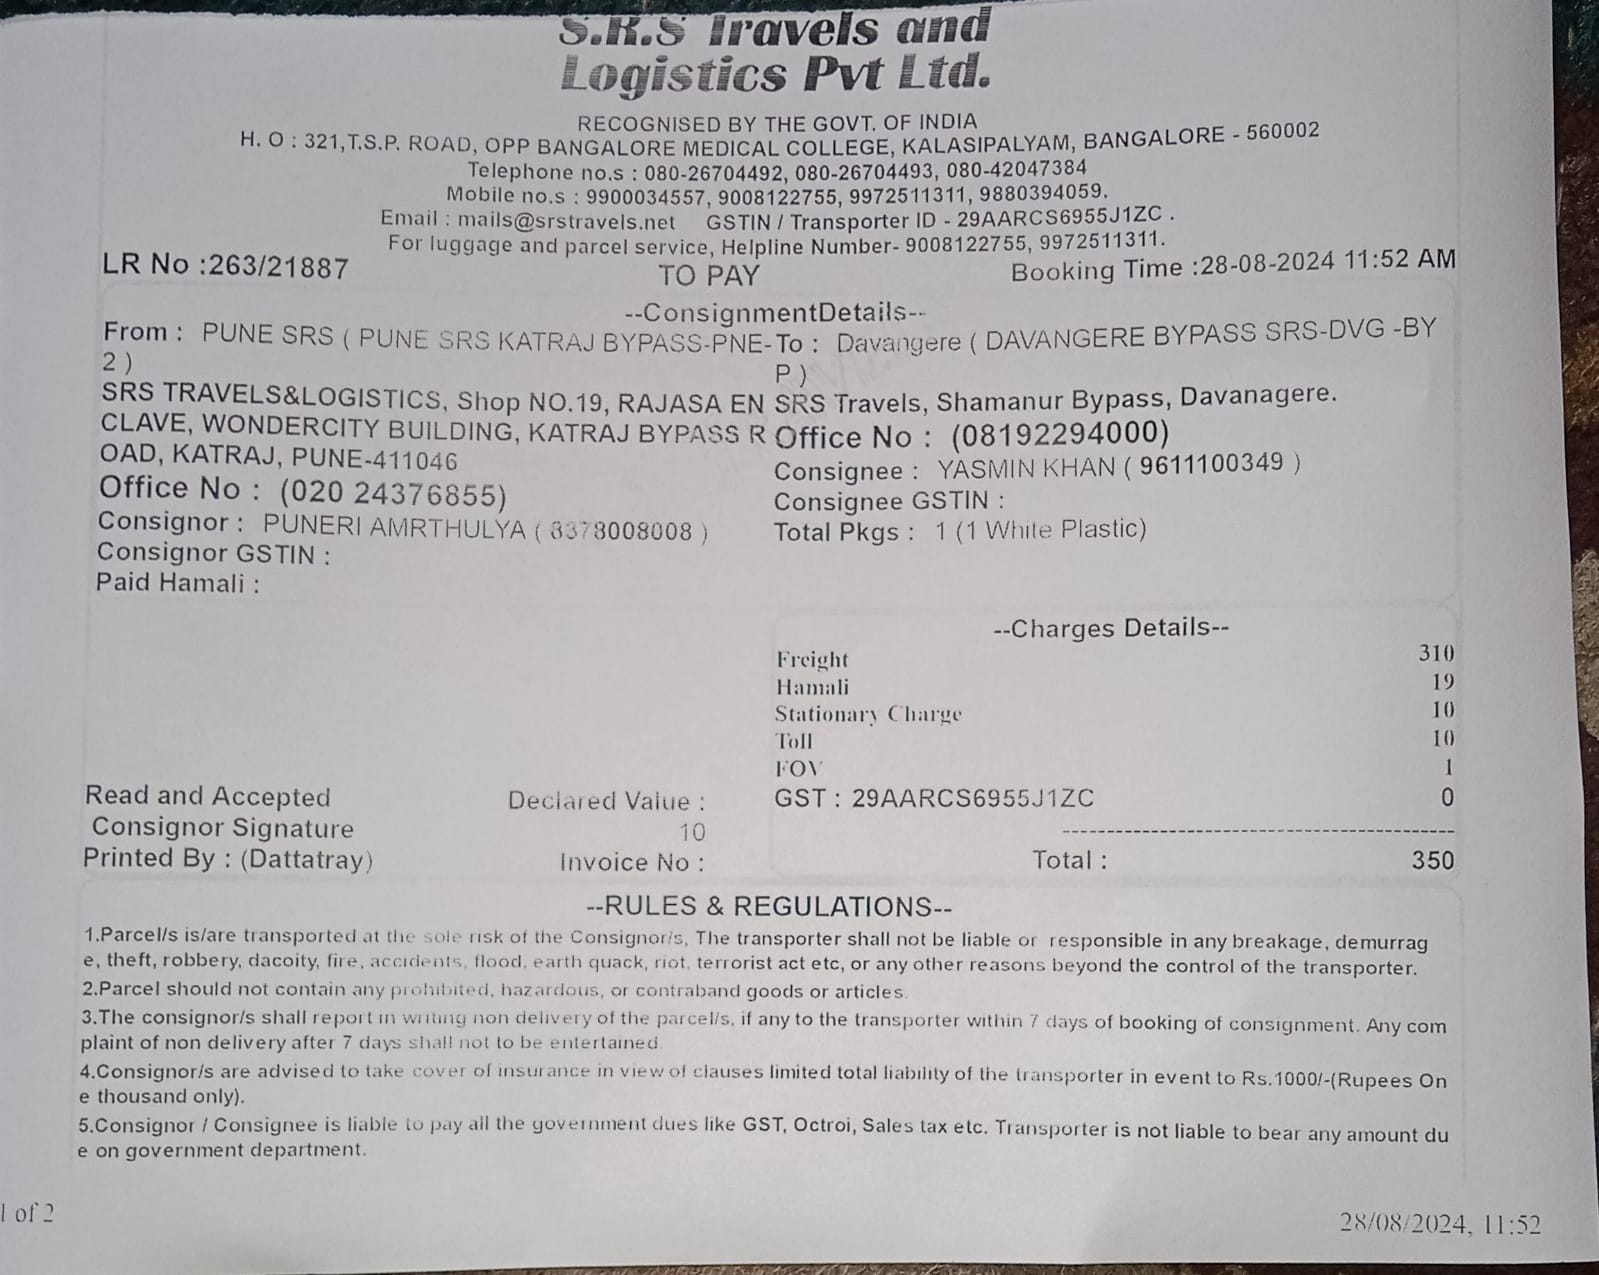 S.R.S Travels and
Logistics Pvt Ltd.
RECOGNISED BY THE GOVT. OF INDIA
H. O : 321,T.S.P. ROAD, OPP BANGALORE MEDICAL COLLEGE, KALASIPALYAM, BANGALORE - 560002
Telephone no.s : 080-26704492, 080-26704493, 080-42047384
Mobile no.s : 9900034557, 9008122755, 9972511311, 9880394059.
Email : mails@srstravels.net GSTIN / Transporter ID - 29AARCS6955J1ZC .
For luggage and parcel service, Helpline Number- 9008122755, 9972511311.
LR No :263/21887 TO PAY Booking Time :28-08-2024 11:52 AM
--ConsignmentDetails--
From : PUNE SRS ( PUNE SRS KATRAJ BYPASS-PNE-
2 )
SRS TRAVELS&LOGISTICS, Shop NO.19, RAJASA EN
CLAVE, WONDERCITY BUILDING, KATRAJ BYPASS R
OAD, KATRAJ, PUNE-411046
Office No : (020 24376855)
Consignor : PUNERI AMRTHULYA ( 8378008008 )
Consignor GSTIN :
Paid Hamali :
To : Davangere ( DAVANGERE BYPASS SRS-DVG -BY
P )
SRS Travels, Shamanur Bypass, Davanagere.
Office No : (08192294000)
Consignee : YASMIN KHAN ( 9611100349 )
Consignee GSTIN :
Total Pkgs : 1 (1 White Plastic)
--Charges Details--
Freight 310
Hamali 19
Stationary Charge 10
Toll 10
FOV 1
GST : 29AARCS6955J1ZC 0
Total : 350
Read and Accepted
Consignor Signature
Printed By : (Dattatray)
Declared Value :
10
Invoice No :
--RULES & REGULATIONS--
1.Parcel/s is/are transported at the sole risk of the Consignor/s, The transporter shall not be liable or responsible in any breakage, demurrag
e, theft, robbery, dacoity, fire, accidents, flood, earth quack, riot, terrorist act etc, or any other reasons beyond the control of the transporter.
2.Parcel should not contain any prohibited, hazardous, or contraband goods or articles.
3.The consignor/s shall report in writing non delivery of the parcel/s, if any to the transporter within 7 days of booking of consignment. Any com
plaint of non delivery after 7 days shall not to be entertained.
4.Consignor/s are advised to take cover of insurance in view of clauses limited total liability of the transporter in event to Rs.1000/-(Rupees On
e thousand only).
5.Consignor / Consignee is liable to pay all the government dues like GST, Octroi, Sales tax etc. Transporter is not liable to bear any amount du
e on government department.
1 of 2 28/08/2024, 11:52